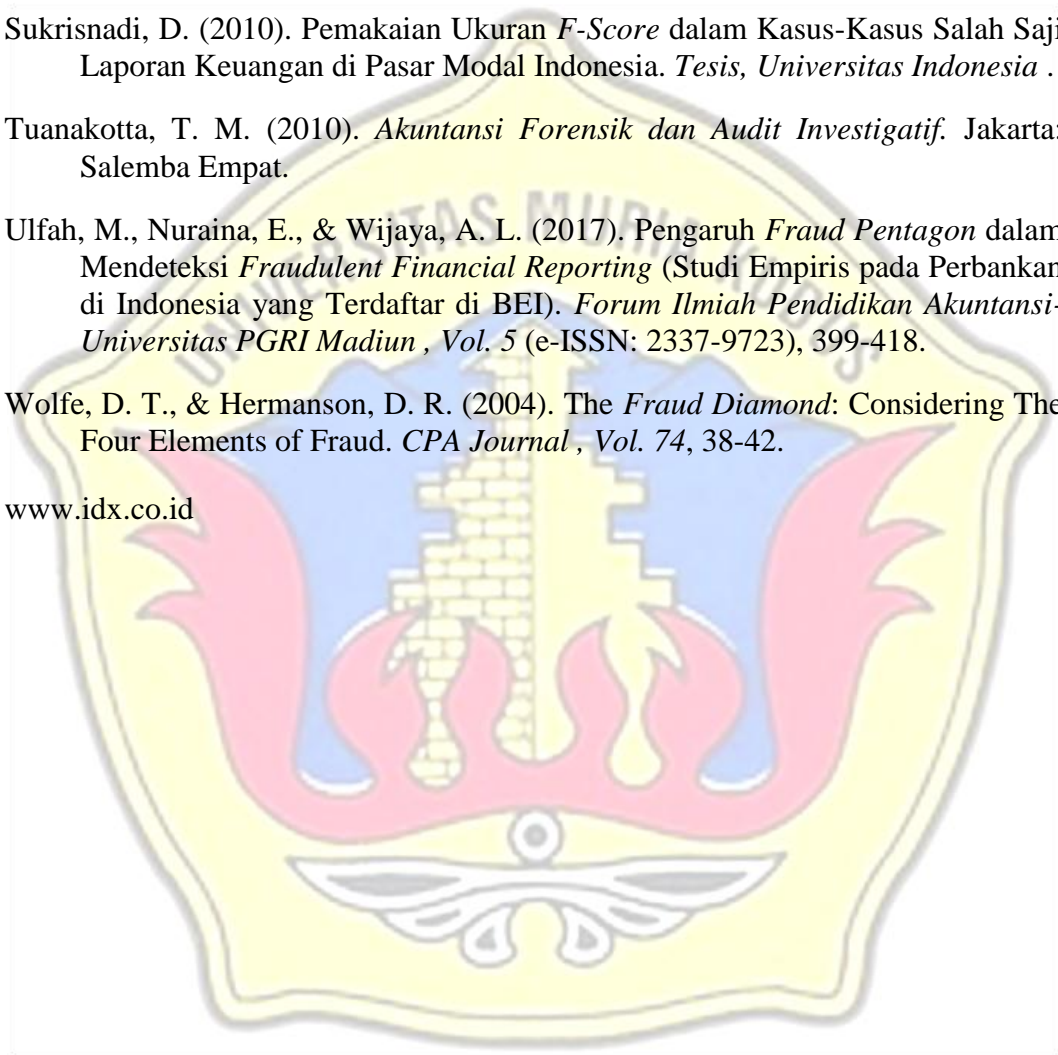 Sukrisnadi, D. (2010). Pemakaian Ukuran F-Score dalam Kasus-Kasus Salah Saji
Laporan Keuangan di Pasar Modal Indonesia. Tesis, Universitas Indonesia .
Tuanakotta, T. M. (2010). Akuntansi Forensik dan Audit Investigatif. Jakarta:
Salemba Empat.
Ulfah, M., Nuraina, E., & Wijaya, A. L. (2017). Pengaruh Fraud Pentagon dalam
Mendeteksi Fraudulent Financial Reporting (Studi Empiris pada Perbankan
di Indonesia yang Terdaftar di BEI). Forum Ilmiah Pendidikan Akuntansi-
Universitas PGRI Madiun , Vol. 5 (e-ISSN: 2337-9723), 399-418.
Wolfe, D. T., & Hermanson, D. R. (2004). The Fraud Diamond: Considering The
Four Elements of Fraud. CPA Journal , Vol. 74, 38-42.
www.idx.co.id
UNIVERSITAS MURIA KUDUS